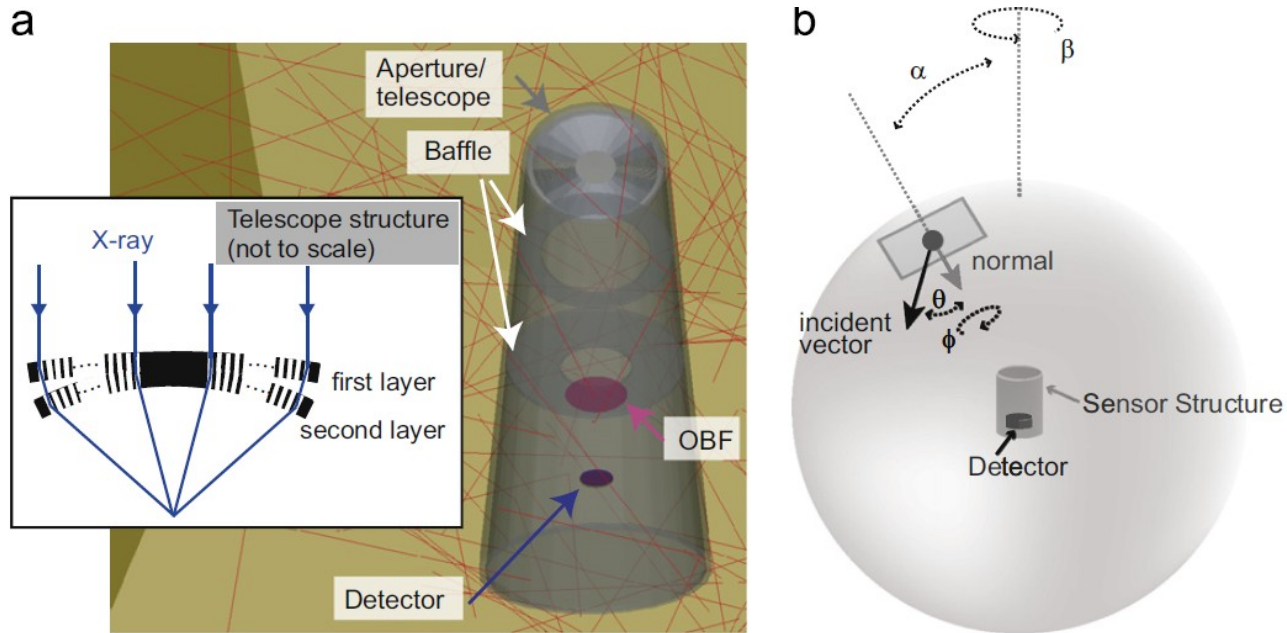 a
Aperture/
telescope
Baffle
Telescope structure
(not to scale)
X-ray
first layer
second layer
OBF
Detector
b
α
β
normal
θ
incident
vector
ϕ
Sensor Structure
Detector